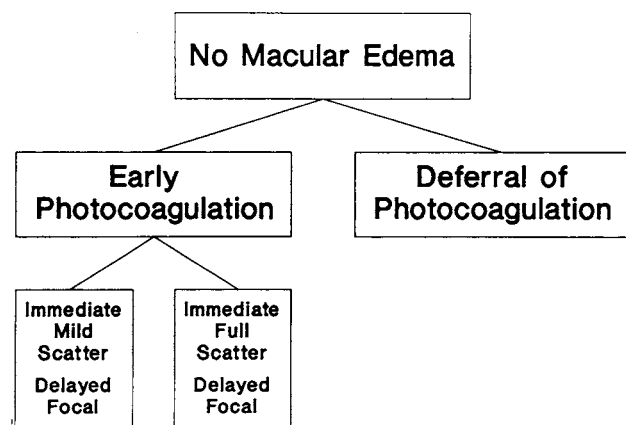 No Macular Edema
Early
Photocoagulation
Deferral of
Photocoagulation
Immediate
Mild
Scatter
Delayed
Focal
Immediate
Full
Scatter
Delayed
Focal